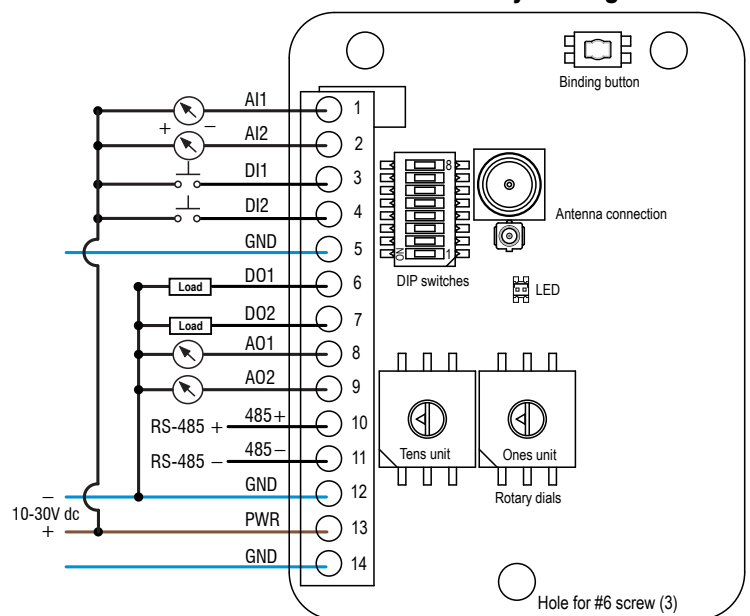 Binding button
AI1
1
+ −
AI2
2
DI1
3
8
DI2
4
Antenna connection
GND
5
ON
1
DO1
Load
6
DIP switches
LED
DO2
Load
7
AO1
8
AO2
9
RS-485 + 485+
10
RS-485 − 485−
11
Tens unit
Ones unit
GND
12
Rotary dials
−
10-30V dc
+
PWR
13
GND
14
Hole for #6 screw (3)